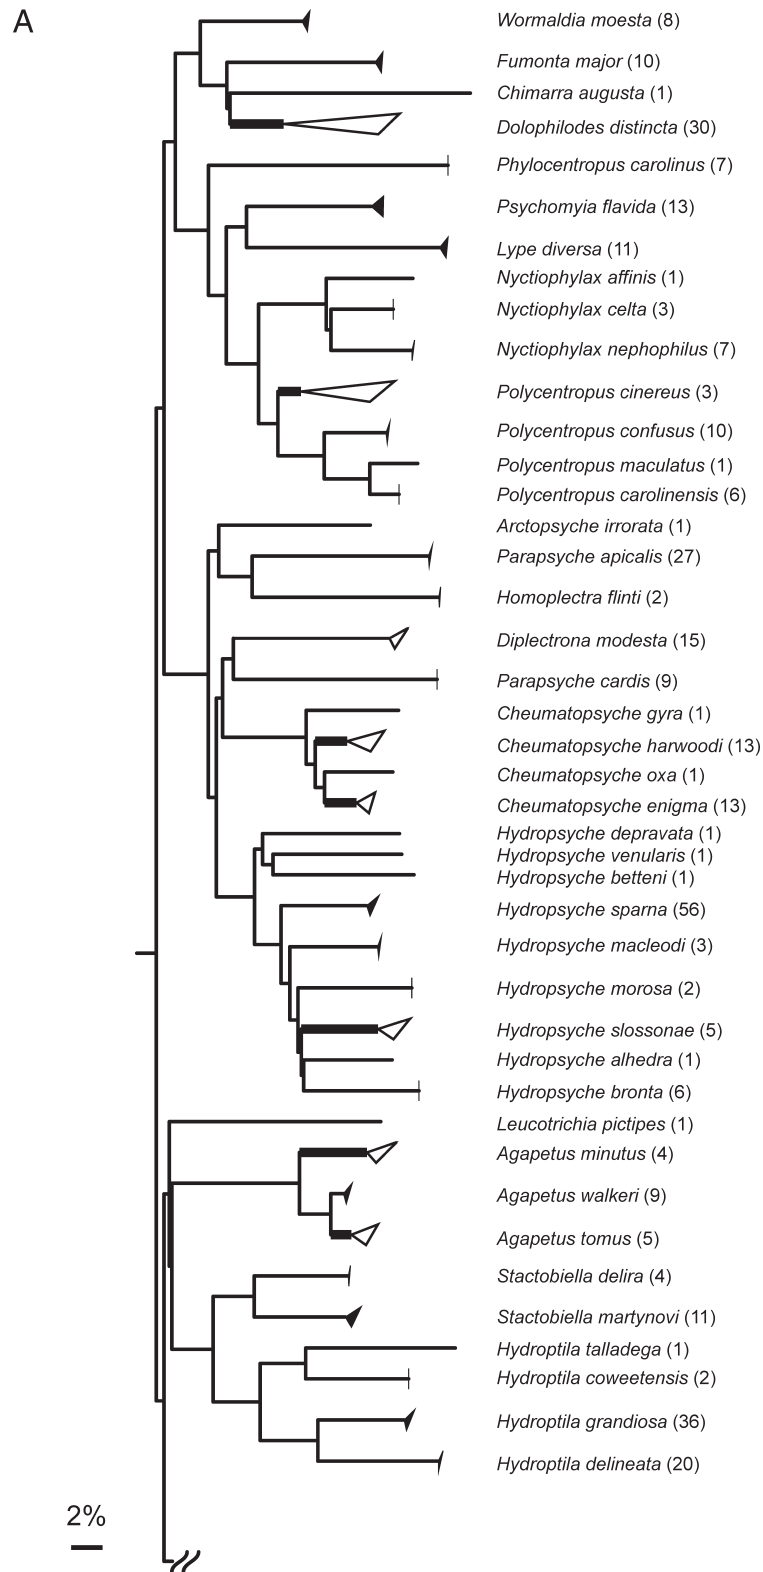 A
Wormaldia moesta (8)
Fumonta major (10)
Chimarra augusta (1)
Dolophilodes distincta (30)
Phylocentropus carolinus (7)
Psychomyia flavida (13)
Lype diversa (11)
Nyctiophylax affinis (1)
Nyctiophylax celta (3)
Nyctiophylax nephophilus (7)
Polycentropus cinereus (3)
Polycentropus confusus (10)
Polycentropus maculatus (1)
Polycentropus carolinensis (6)
Arctopsyche irrorata (1)
Parapsyche apicalis (27)
Homoplectra flinti (2)
Diplectrona modesta (15)
Parapsyche cardis (9)
Cheumatopsyche gyra (1)
Cheumatopsyche harwoodi (13)
Cheumatopsyche oxa (1)
Cheumatopsyche enigma (13)
Hydropsyche depravata (1)
Hydropsyche venularis (1)
Hydropsyche betteni (1)
Hydropsyche sparna (56)
Hydropsyche macleodi (3)
Hydropsyche morosa (2)
Hydropsyche slossonae (5)
Hydropsyche alhedra (1)
Hydropsyche bronta (6)
Leucotrichia pictipes (1)
Agapetus minutus (4)
Agapetus walkeri (9)
Agapetus tomus (5)
Stactobiella delira (4)
Stactobiella martynovi (11)
Hydroptila talladega (1)
Hydroptila coweetensis (2)
Hydroptila grandiosa (36)
Hydroptila delineata (20)
2%